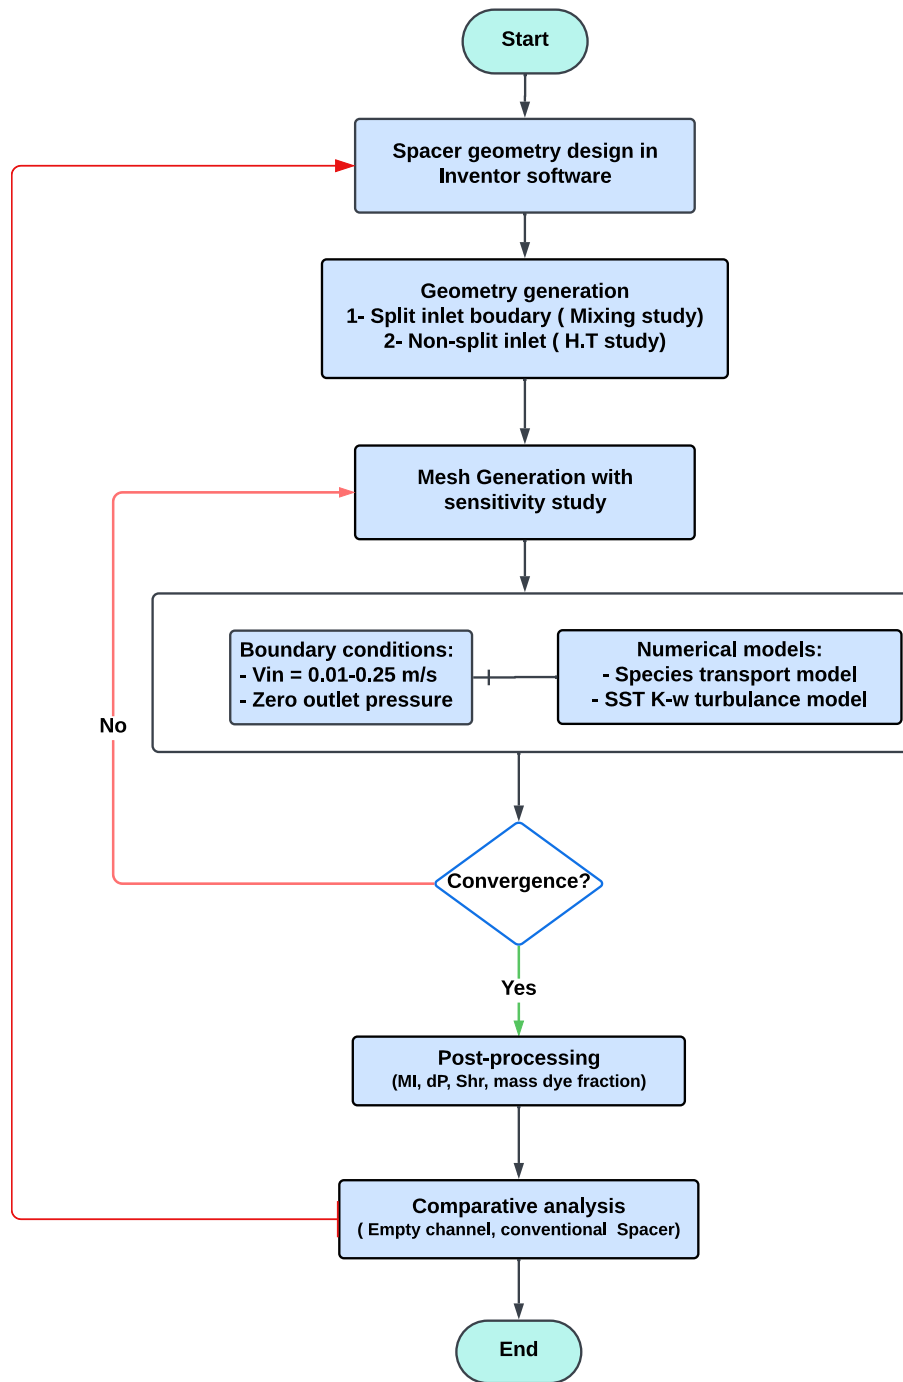 Start
Spacer geometry design in
Inventor software
Geometry generation
1- Split inlet boudary ( Mixing study)
2- Non-split inlet ( H.T study)
Mesh Generation with
sensitivity study
Boundary conditions:
- Vin = 0.01-0.25 m/s
- Zero outlet pressure
Numerical models:
- Species transport model
- SST K-w turbulance model
No
Convergence?
Yes
Post-processing
(MI, dP, Shr, mass dye fraction)
Comparative analysis
( Empty channel, conventional Spacer)
End